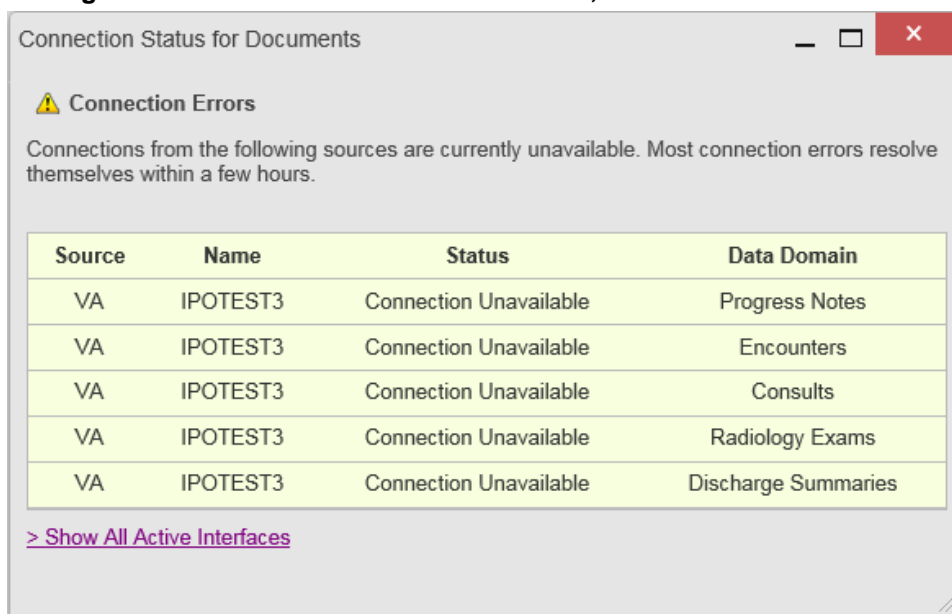 Connection Status for Documents
Connection Errors
Connections from the following sources are currently unavailable. Most connection errors resolve
themselves within a few hours.
Source Name Status Data Domain
VA IPOTEST3 Connection Unavailable Progress Notes
VA IPOTEST3 Connection Unavailable Encounters
VA IPOTEST3 Connection Unavailable Consults
VA IPOTEST3 Connection Unavailable Radiology Exams
VA IPOTEST3 Connection Unavailable Discharge Summaries
> Show All Active Interfaces